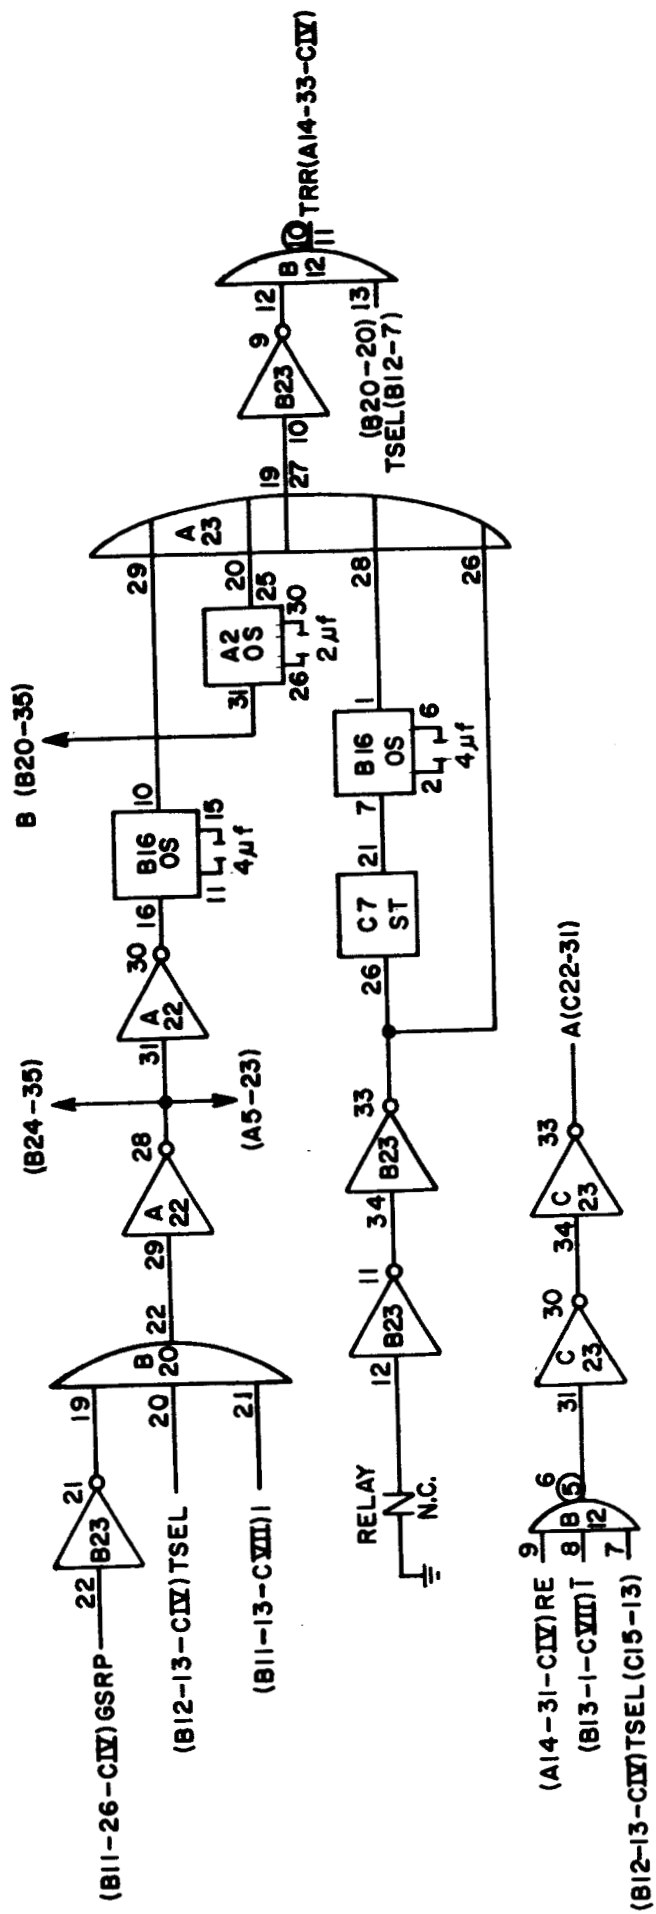 (B11-26-CIV)GSRP
22
B23
21
19
(B12-13-CIV)TSEL
20
(B11-13-CVII)I
21
B
20
22
29
A
22
28
(B24-35)
(A5-23)
31
A
22
30
16
B16
OS
10
11
15
4μf
B (B20-35)
29
31
A2
OS
25
20
26
30
2μf
RELAY
N.C.
12
B23
11
34
B23
33
26
C7
ST
21
7
B16
OS
1
2
6
4μf
28
26
A
23
19
27
10
B23
9
12
(B20-20)
TSEL(B12-7)
13
B
12
10
11
TRR(A14-33-CIV)
(A14-31-CIV)RE
9
(B13-1-CVII)T
8
(B12-13-CIV)TSEL(C15-13)
7
B
12
6
5
31
C
23
30
34
C
23
33
A(C22-31)